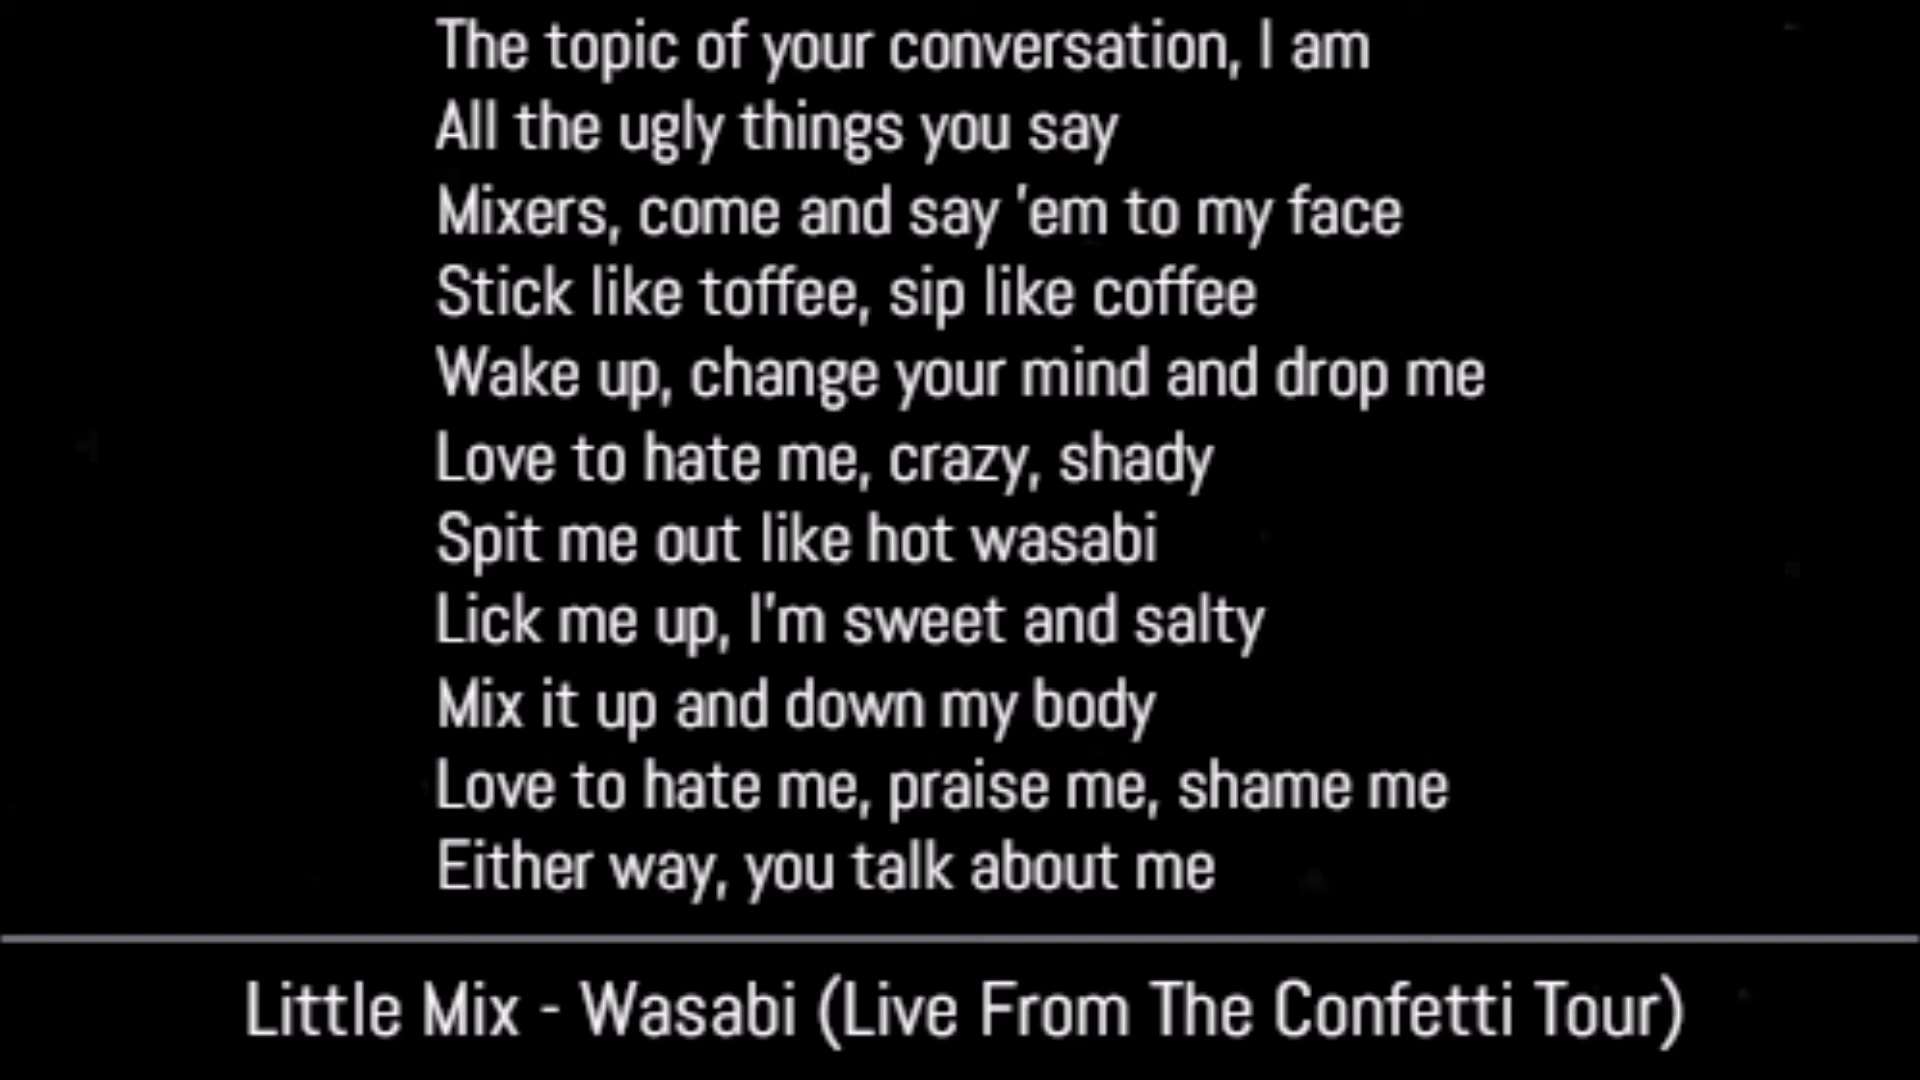 The topic of your conversation, I am
All the ugly things you say
Mixers, come and say 'em to my face
Stick like toffee, sip like coffee
Wake up, change your mind and drop me
Love to hate me, crazy, shady
Spit me out like hot wasabi
Lick me up, I'm sweet and salty
Mix it up and down my body
Love to hate me, praise me, shame me
Either way, you talk about me
Little Mix - Wasabi (Live From The Confetti Tour)